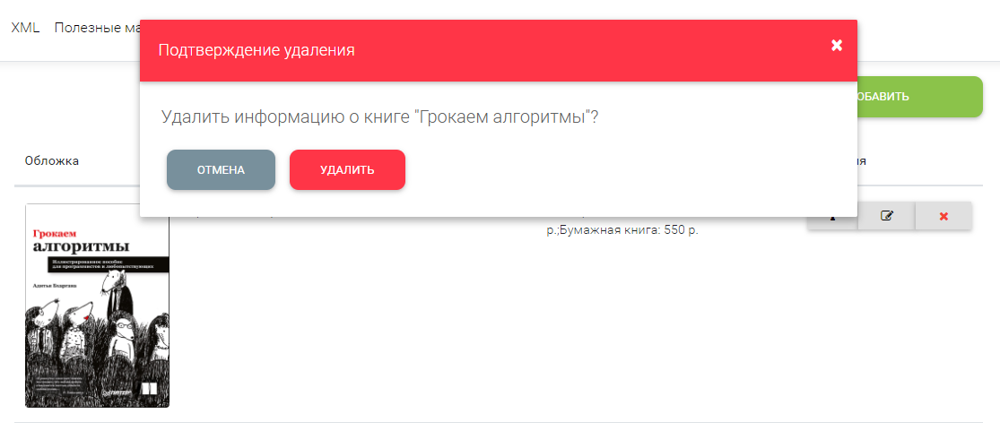 XML Полезные ма
Подтверждение удаления
Удалить информацию о книге "Грокаем алгоритмы"?
ОТМЕНА УДАЛИТЬ
ОБАВИТЬ
Обложка
ия
р.;Бумажная книга: 550 р.
Грокаем
алгоритмы
Иллюстрированное пособие
для программистов и любопытствующих
Адитья Бхаргава
ПИТЕР